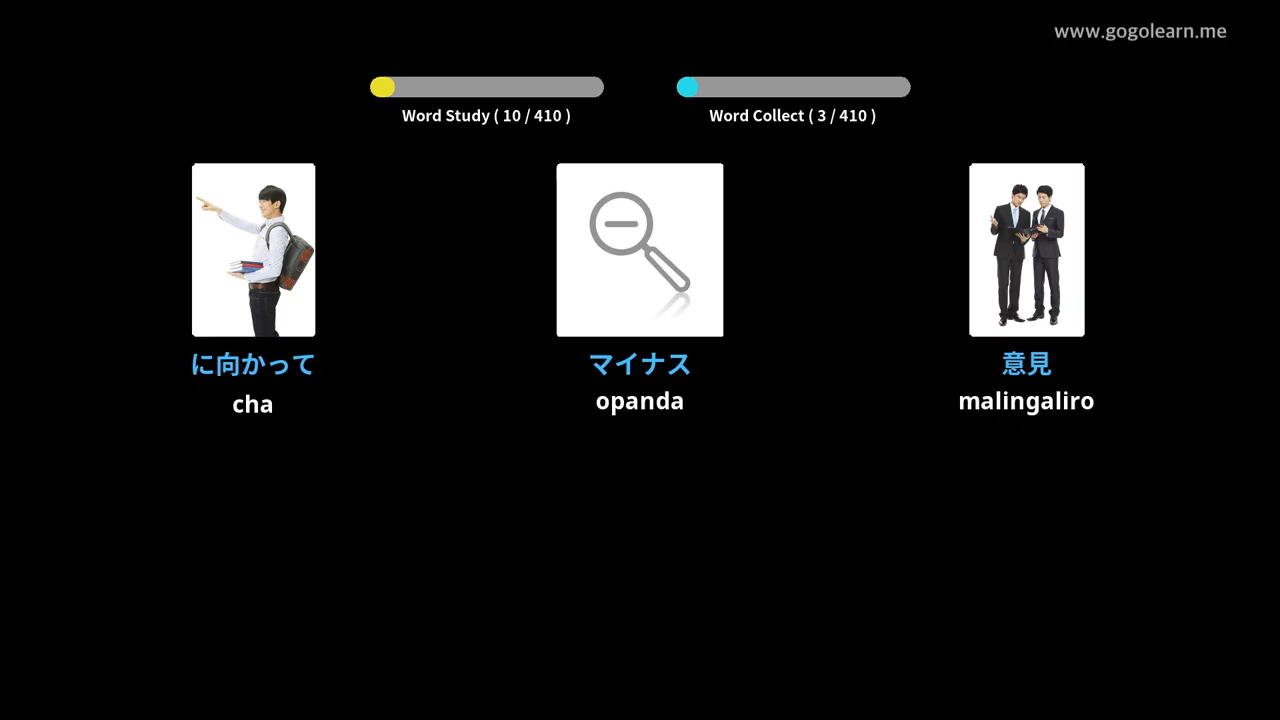 www.gogolearn.me
Word Study ( 10 / 410 )
Word Collect ( 3 / 410 )
に向かって
cha
マイナス
opanda
意見
malingaliro